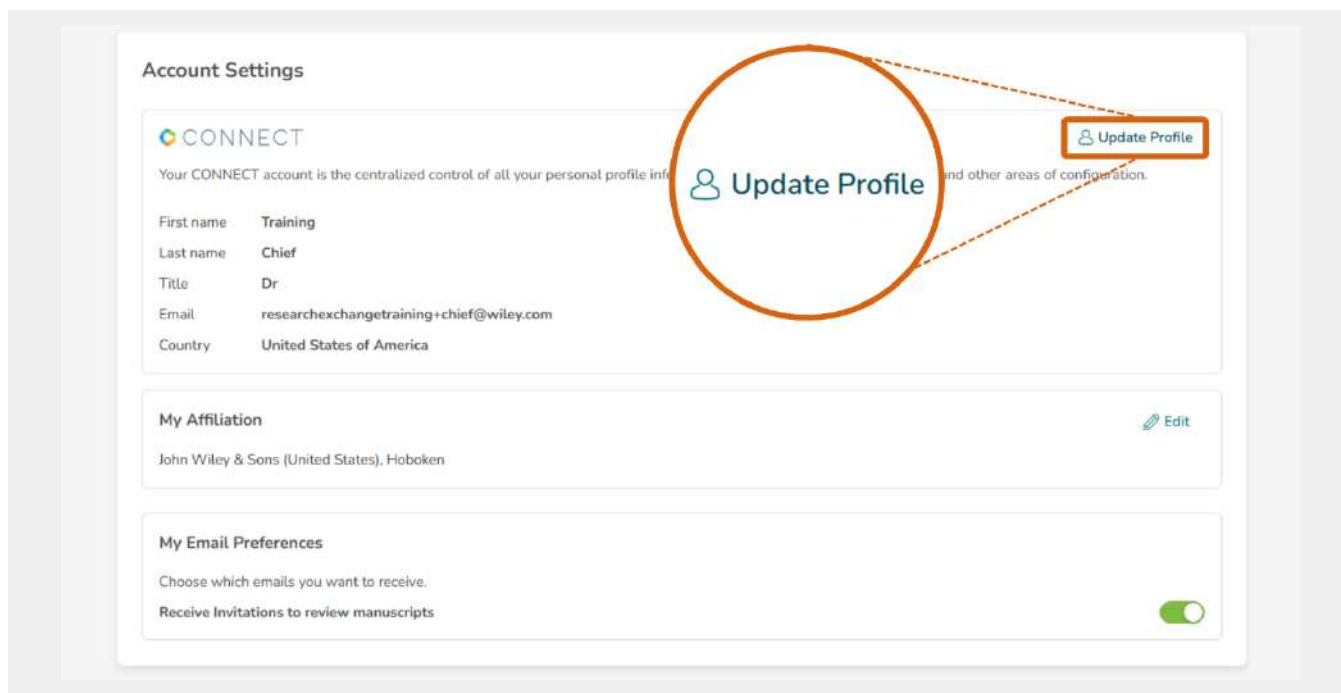 Account Settings
CONNECT
Update Profile
Your CONNECT account is the centralized control of all your personal profile and other areas of configuration.
Update Profile
First name Training
Last name Chief
Title Dr
Email researchexchangetraining+chief@wiley.com
Country United States of America
My Affiliation
Edit
John Wiley & Sons (United States), Hoboken
My Email Preferences
Choose which emails you want to receive.
Receive Invitations to review manuscripts